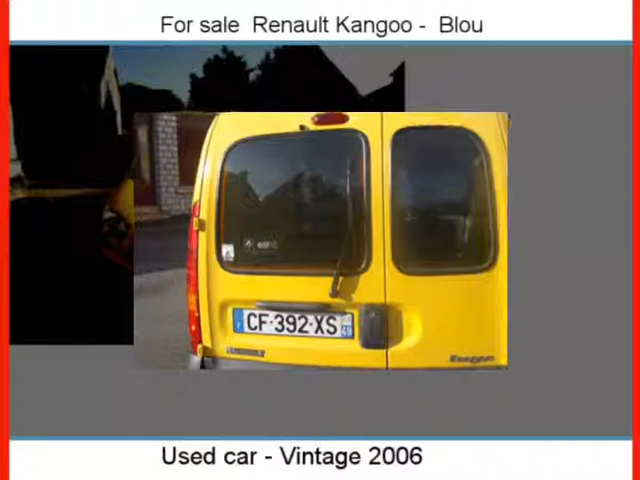 For sale Renault Kangoo - Blou
CF-392-XS
49
Kangoo
Used car - Vintage 2006